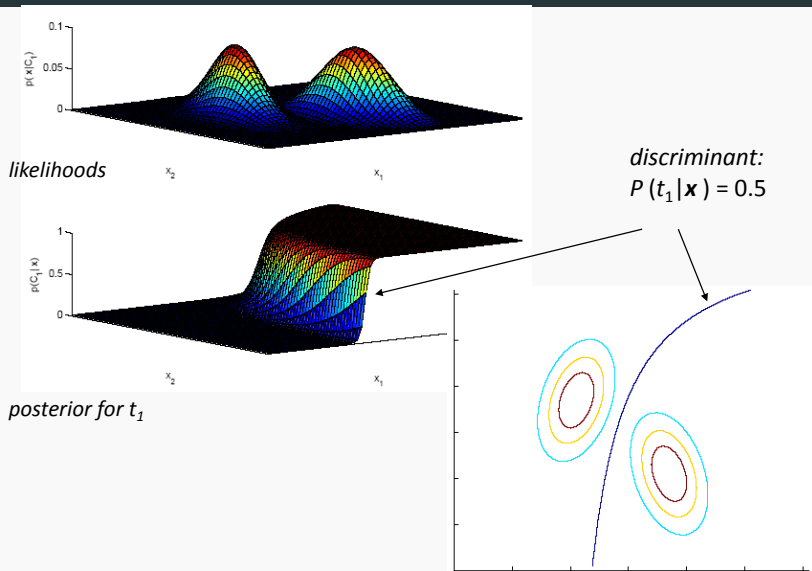 0.1
0.05
0
p(x|C₁)
x₂
x₁
likelihoods
discriminant:
P (t₁|x ) = 0.5
1
0.5
0
p(C₁|x)
x₂
x₁
posterior for t₁